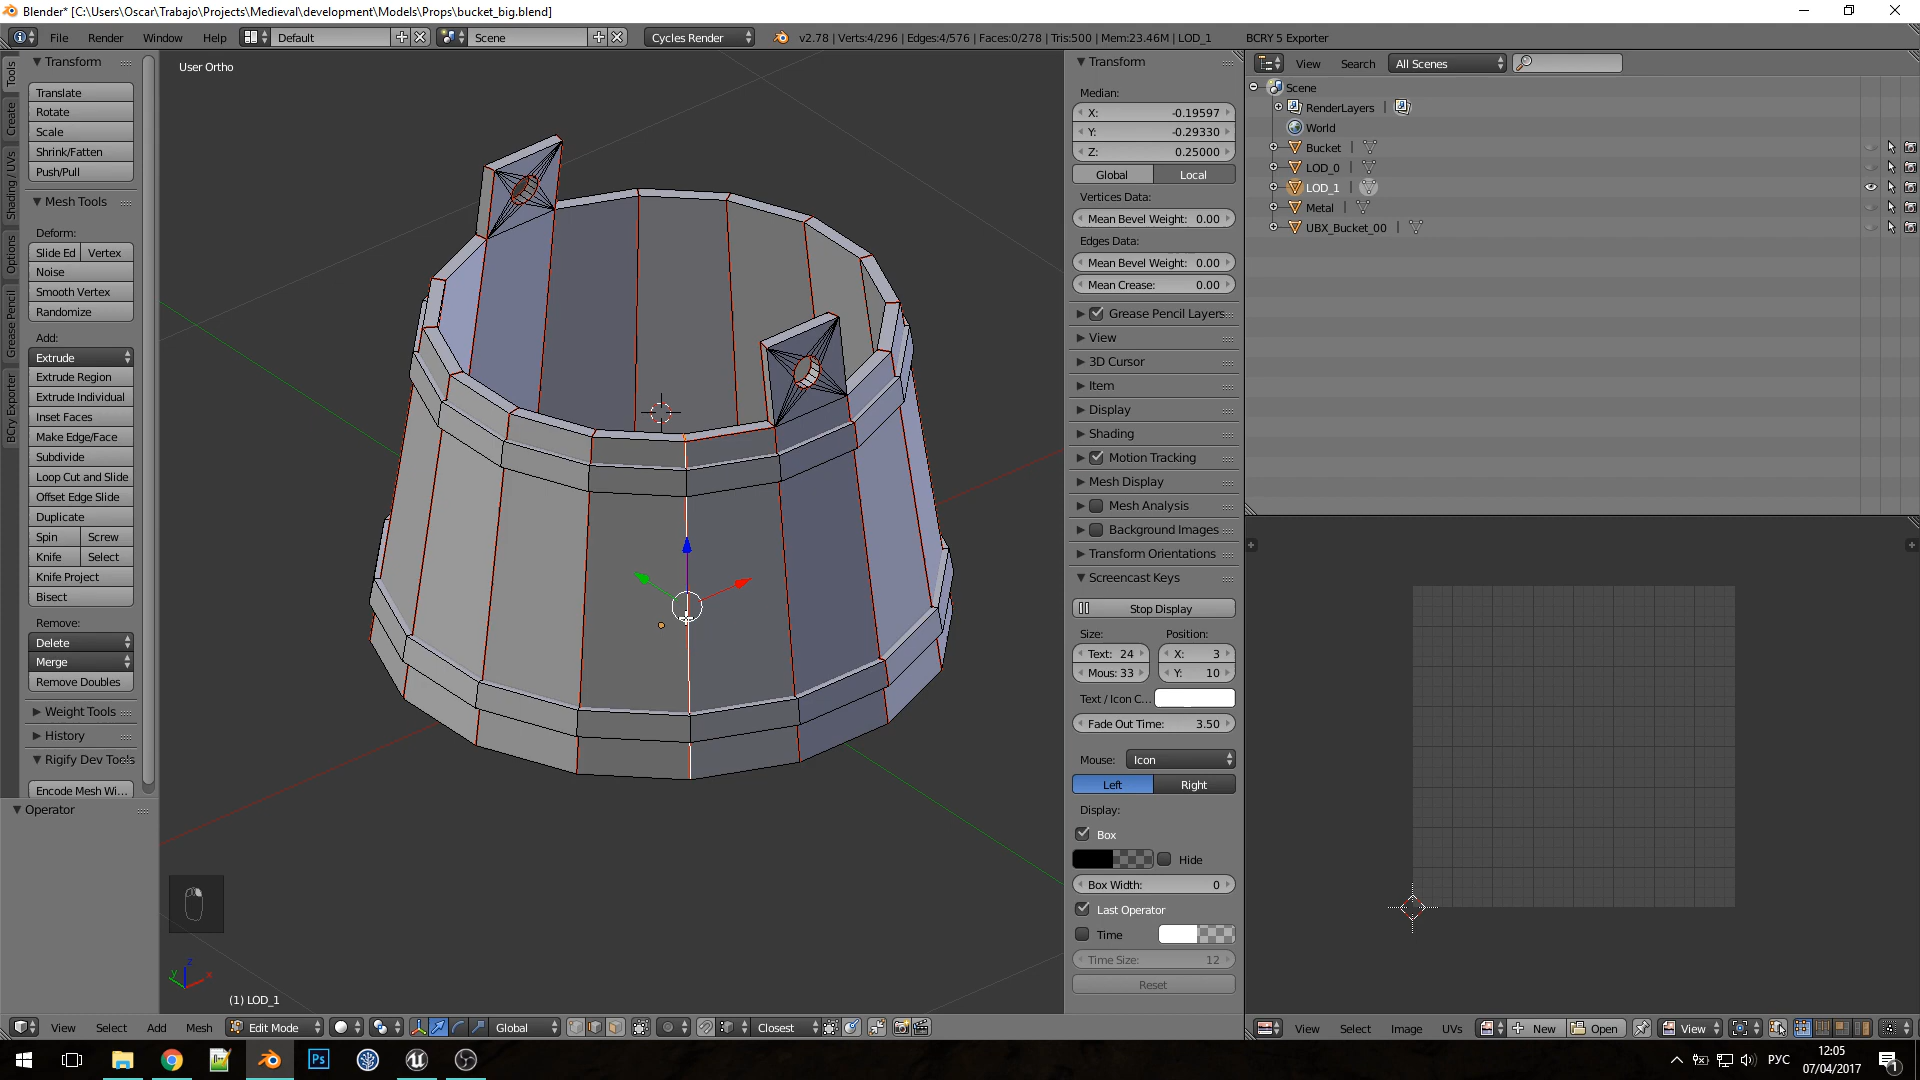 Blender* [C:\Users\Oscar\Trabajo\Projects\Medieval\development\Models\Props\bucket_big.blend]
File Render Window Help Default Scene Cycles Render v2.78 | Verts:4/296 | Edges:4/576 | Faces:0/278 | Tris:500 | Mem:23.46M | LOD_1 BCRY 5 Exporter
Tools
Create
Shading / UVs
Options
Grease Pencil
BCry Exporter
Transform
Translate
Rotate
Scale
Shrink/Fatten
Push/Pull
Mesh Tools
Deform:
Slide Ed Vertex
Noise
Smooth Vertex
Randomize
Add:
Extrude
Extrude Region
Extrude Individual
Inset Faces
Make Edge/Face
Subdivide
Loop Cut and Slide
Offset Edge Slide
Duplicate
Spin Screw
Knife Select
Knife Project
Bisect
Remove:
Delete
Merge
Remove Doubles
Weight Tools
History
Rigify Dev Tools
Encode Mesh Wi...
Operator
User Ortho
z
y
x
(1) LOD_1
Transform
Median:
X: -0.19597
Y: -0.29330
Z: 0.25000
Global Local
Vertices Data:
Mean Bevel Weight: 0.00
Edges Data:
Mean Bevel Weight: 0.00
Mean Crease: 0.00
Grease Pencil Layers
View
3D Cursor
Item
Display
Shading
Motion Tracking
Mesh Display
Mesh Analysis
Background Images
Transform Orientations
Screencast Keys
Stop Display
Size: Position:
Text: 24 X: 3
Mous: 33 Y: 10
Text / Icon C...
Fade Out Time: 3.50
Mouse: Icon
Left Right
Display:
Box
Hide
Box Width: 0
Last Operator
Time
Time Size: 12
Reset
View Search All Scenes
Scene
RenderLayers |
World
Bucket |
LOD_0 |
LOD_1 |
Metal |
UBX_Bucket_00 |
View Select Add Mesh Edit Mode Global Closest
View Select Image UVs New Open View
Ps
РУС
12:05
07/04/2017
1